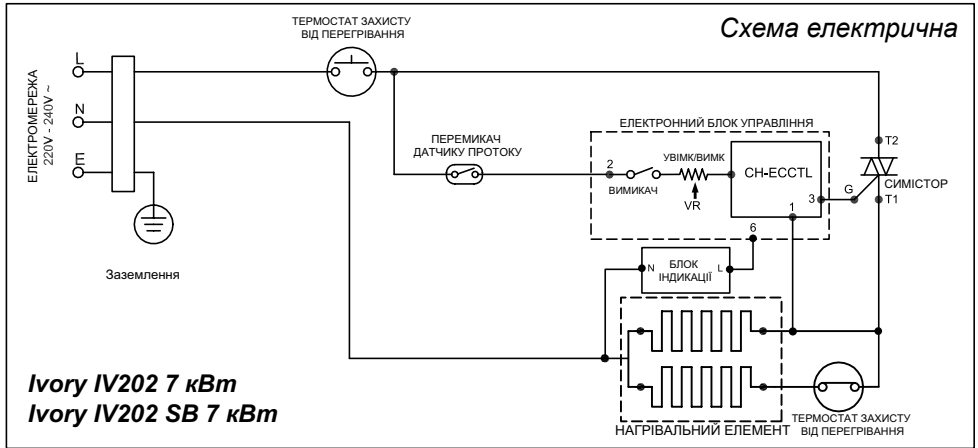 Схема електрична
ТЕРМОСТАТ ЗАХИСТУ
ВІД ПЕРЕГРІВАННЯ
L
N
E
ЕЛЕКТРОМЕРЕЖА
220V - 240V ~
Заземлення
ПЕРЕМИКАЧ
ДАТЧИКУ ПРОТОКУ
ЕЛЕКТРОННИЙ БЛОК УПРАВЛІННЯ
2
ВИМИКАЧ
УВІМК/ВИМК
VR
CH-ECCTL
3
1
6
G
T2
СИМІСТОР
T1
N
БЛОК
ІНДИКАЦІЇ
L
НАГРІВАЛЬНИЙ ЕЛЕМЕНТ
ТЕРМОСТАТ ЗАХИСТУ
ВІД ПЕРЕГРІВАННЯ
Ivory IV202 7 кВт
Ivory IV202 SB 7 кВт